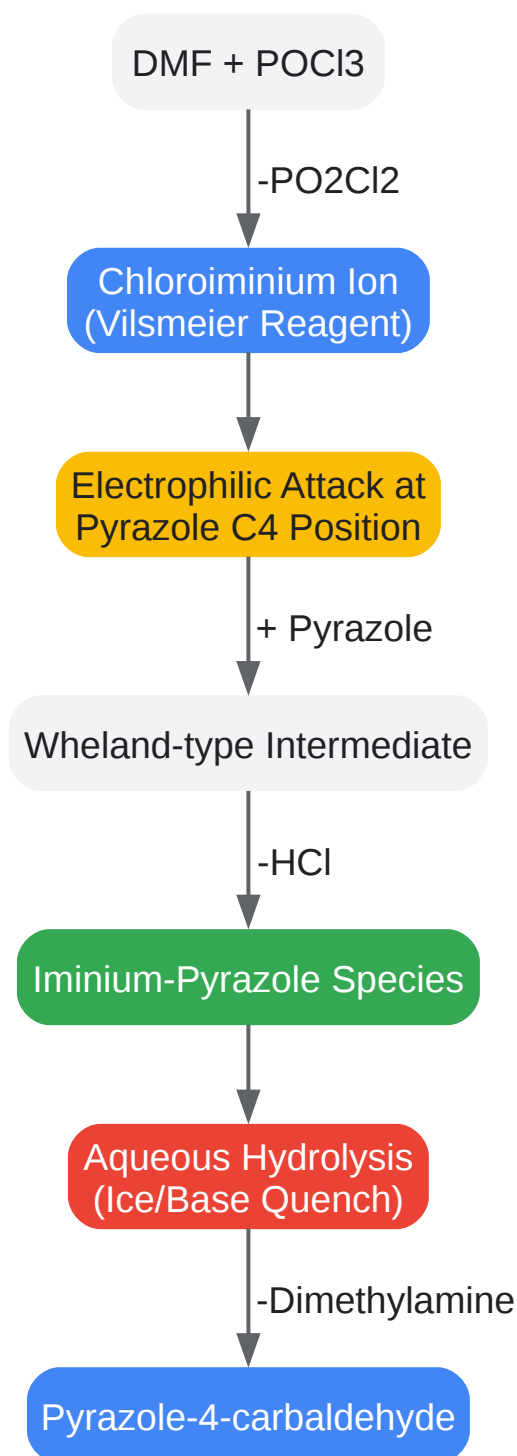 DMF + POCl3
-PO2Cl2
Chloroiminium Ion
(Vilsmeier Reagent)
Electrophilic Attack at
Pyrazole C4 Position
+ Pyrazole
Wheland-type Intermediate
-HCl
Iminium-Pyrazole Species
Aqueous Hydrolysis
(Ice/Base Quench)
-Dimethylamine
Pyrazole-4-carbaldehyde